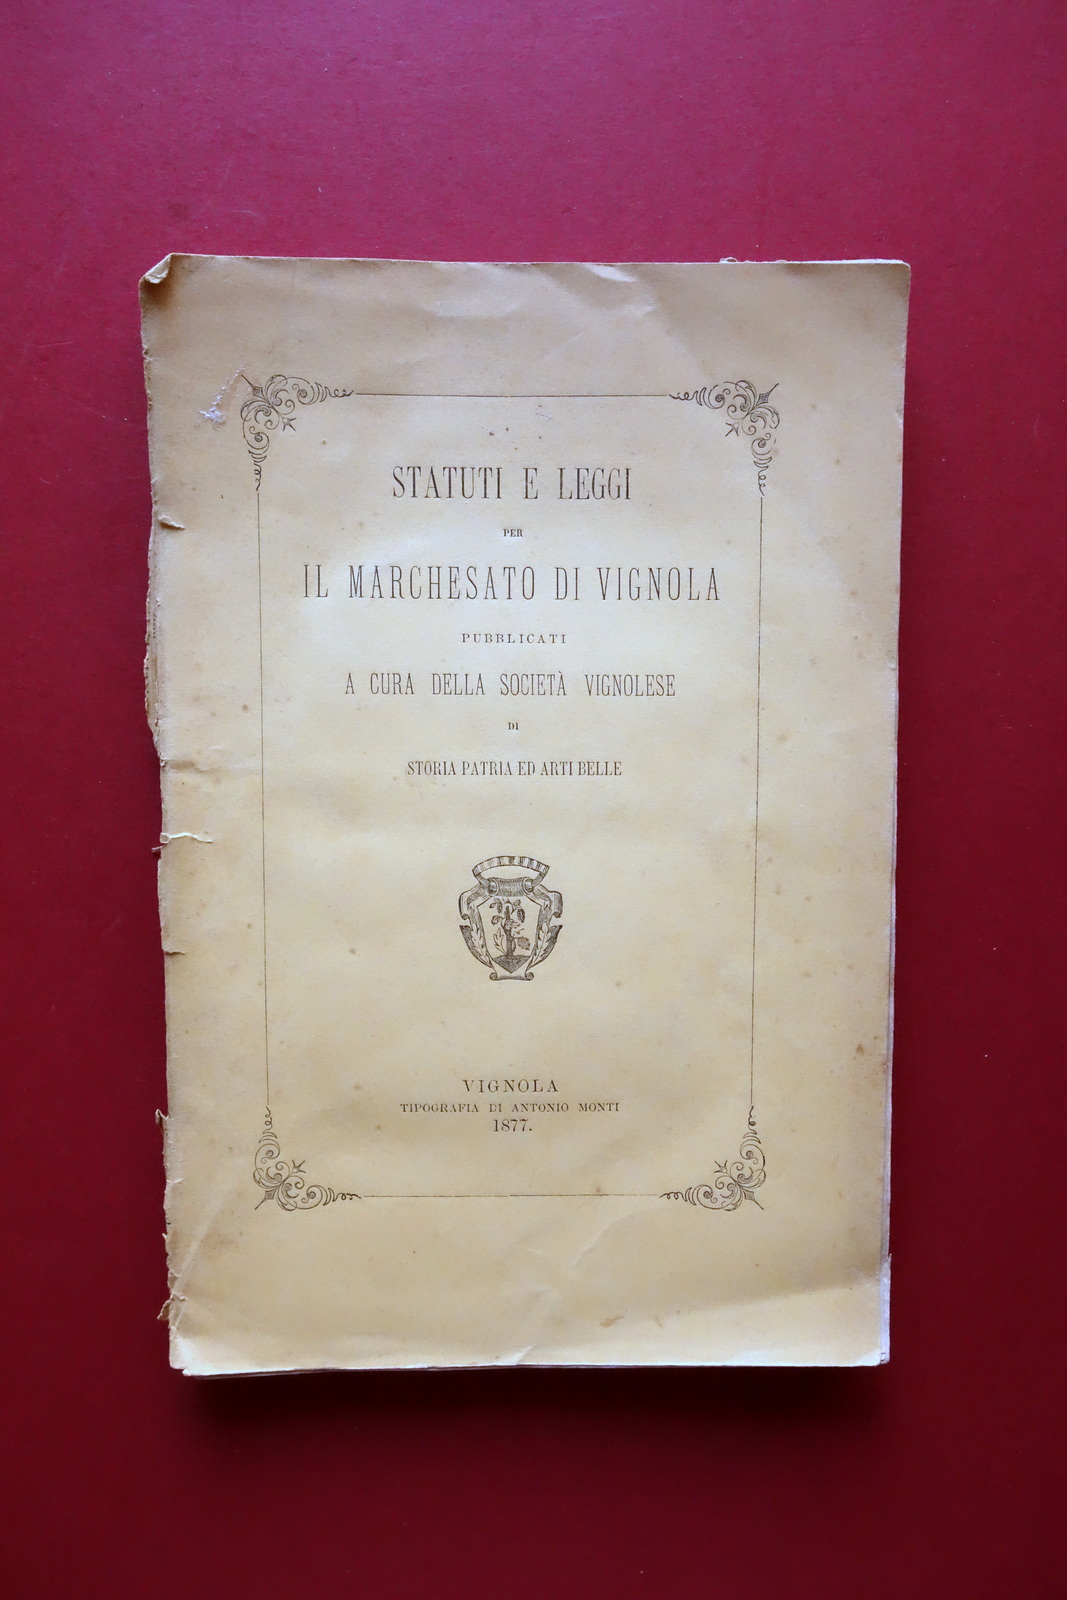 STATUTI E LEGGI
PER
IL MARCHESATO DI VIGNOLA
PUBBLICATI
A CURA DELLA SOCIETÀ VIGNOLESE
DI
STORIA PATRIA ED ARTI BELLE
VIGNOLA
TIPOGRAFIA DI ANTONIO MONTI
1877.